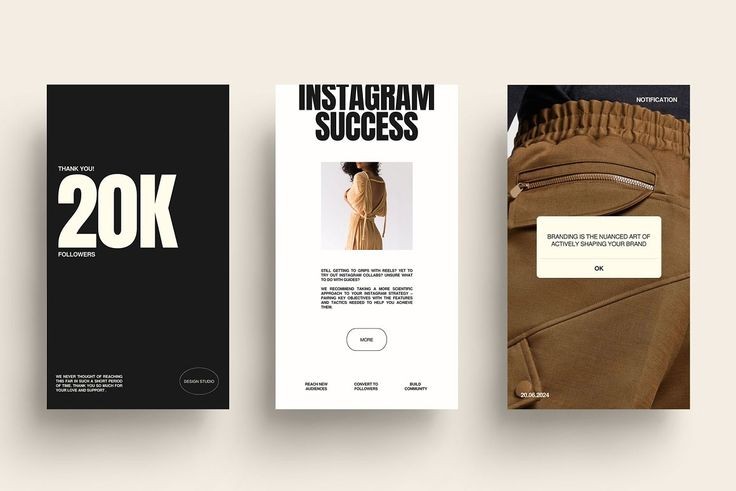 THANK YOU!
20K
FOLLOWERS
WE NEVER THOUGHT OF REACHING
THIS FAR IN SUCH A SHORT PERIOD
OF TIME. THANK YOU SO MUCH FOR
YOUR LOVE AND SUPPORT.
DESIGN STUDIO
INSTAGRAM
SUCCESS
STILL GETTING TO GRIPS WITH REELS? YET TO
TRY OUT INSTAGRAM COLLABS? UNSURE WHAT
TO DO WITH GUIDES?
WE RECOMMEND TAKING A MORE SCIENTIFIC
APPROACH TO YOUR INSTAGRAM STRATEGY –
PAIRING KEY OBJECTIVES WITH THE FEATURES
AND TACTICS NEEDED TO HELP YOU ACHIEVE
THEM.
MORE
REACH NEW
AUDIENCES
CONVERT TO
FOLLOWERS
BUILD
COMMUNITY
NOTIFICATION
BRANDING IS THE NUANCED ART OF
ACTIVELY SHAPING YOUR BRAND
OK
20.06.2024